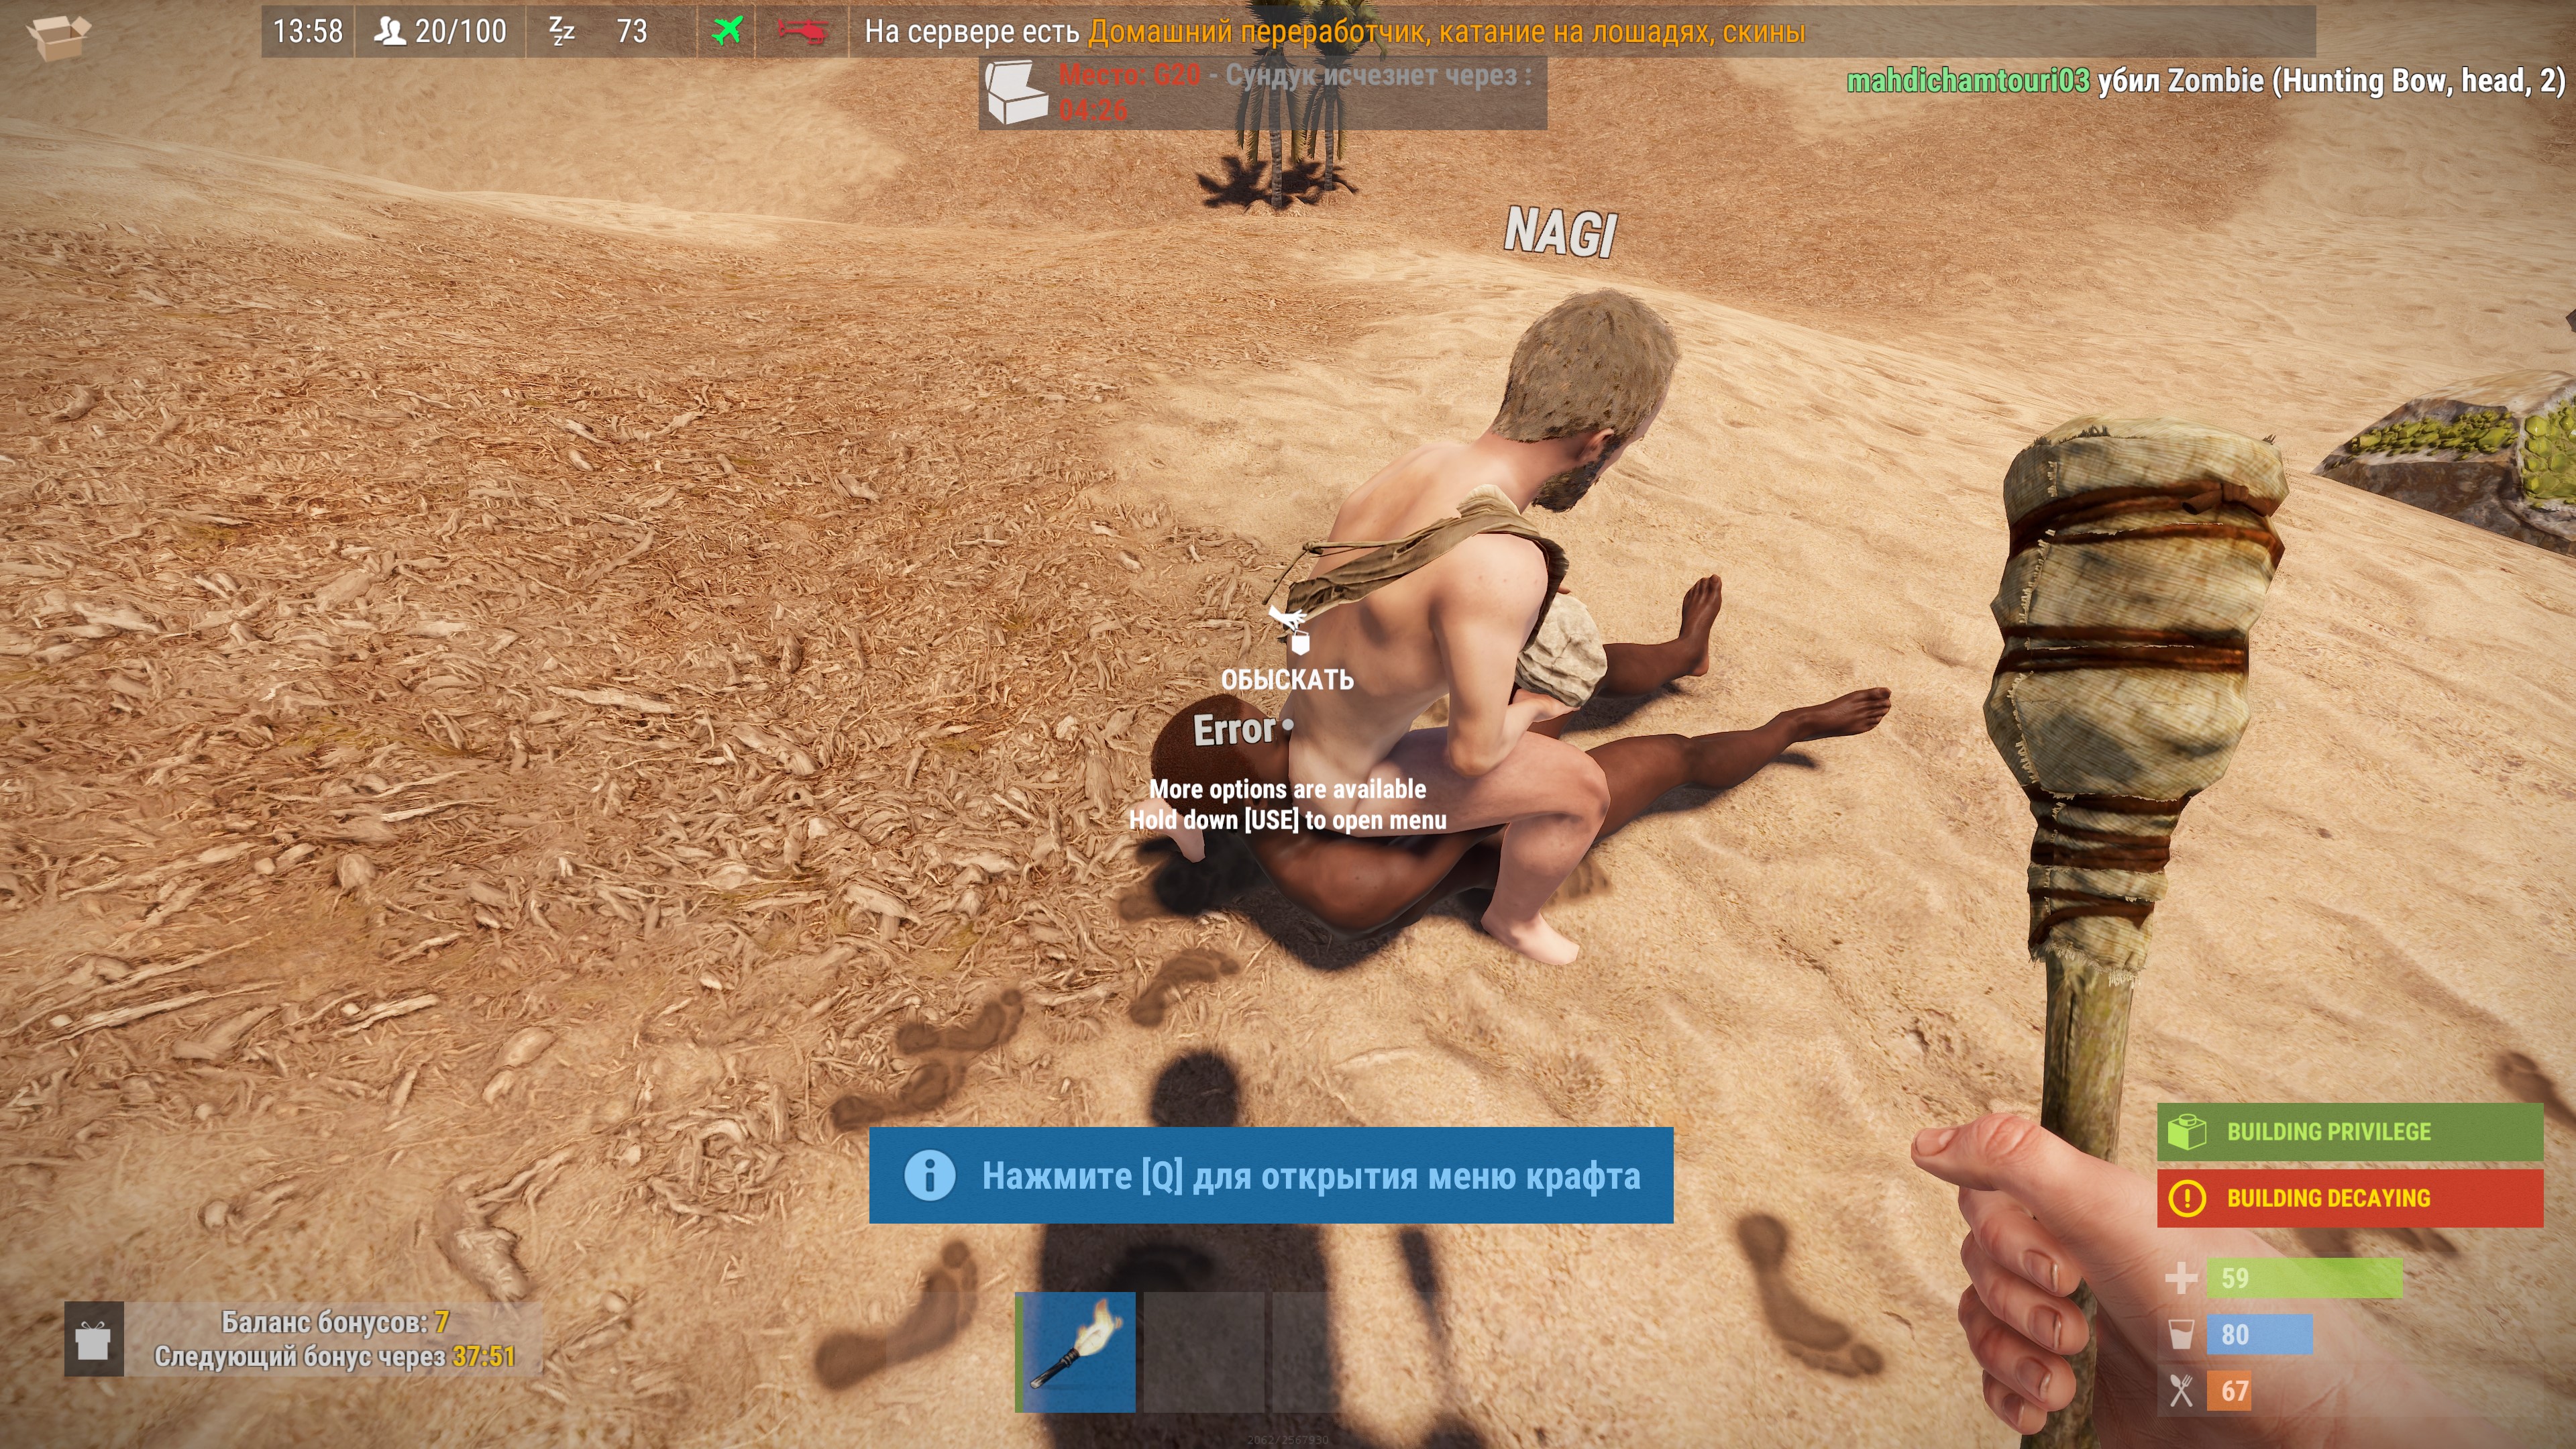 13:58 20/100 73 На сервере есть Домашний переработчик, катание на лошадях, скины
Место: G20 - Сундук исчезнет через :
04:26
mahdichamtouri03 убил Zombie (Hunting Bow, head, 2)
NAGI
ОБЫСКАТЬ
Error
More options are available
Hold down [USE] to open menu
Нажмите [Q] для открытия меню крафта
BUILDING PRIVILEGE
BUILDING DECAYING
59
80
67
Баланс бонусов: 7
Следующий бонус через 37:51
2062/2567930